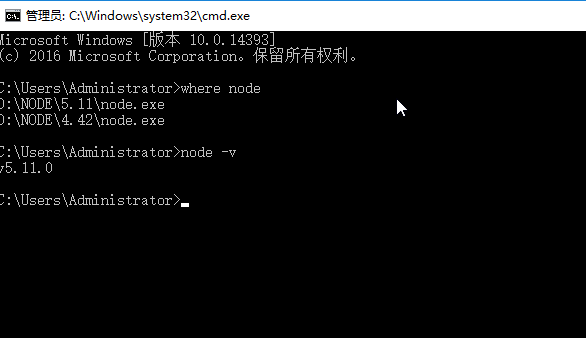 管理员: C:\Windows\system32\cmd.exe
Microsoft Windows [版本 10.0.14393]
(c) 2016 Microsoft Corporation。保留所有权利。
C:\Users\Administrator>where node
D:\NODE\5.11\node.exe
D:\NODE\4.42\node.exe
C:\Users\Administrator>node -v
v5.11.0
C:\Users\Administrator>